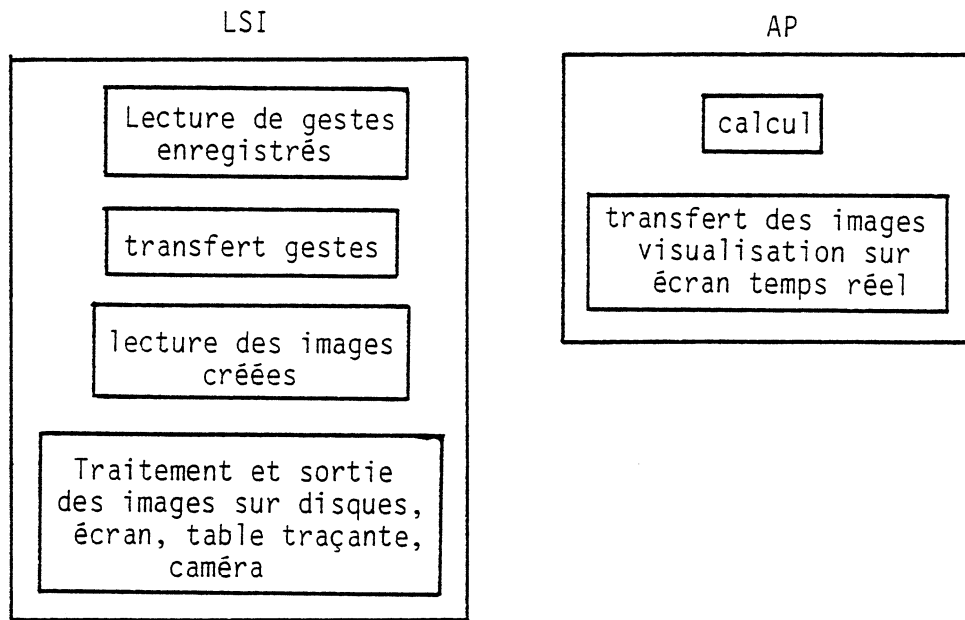 LSI
Lecture de gestes
enregistrés
transfert gestes
lecture des images
créées
Traitement et sortie
des images sur disques,
écran, table traçante,
caméra
AP
calcul
transfert des images
visualisation sur
écran temps réel